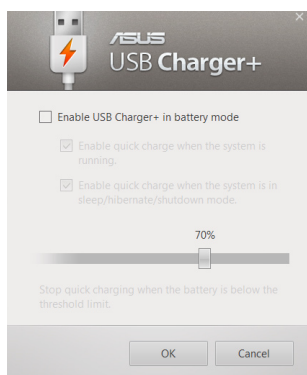 ASUS
USB Charger+
Enable USB Charger+ in battery mode
Enable quick charge when the system is
running.
Enable quick charge when the system is in
sleep/hibernate/shutdown mode.
70%
Stop quick charging when the battery is below the
threshold limit.
OK
Cancel